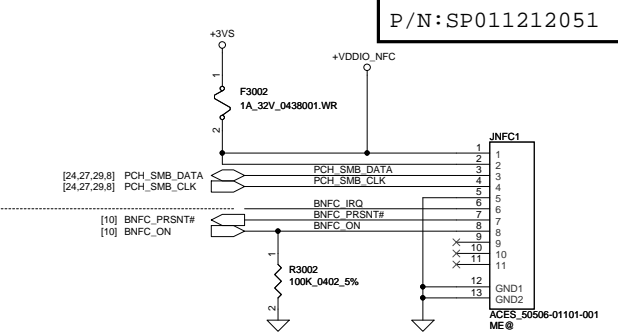 P/N:SP011212051
+3VS
+VDDIO_NFC
1
F3002
1A_32V_0438001.WR
2
JNFC1
1 1
2 2
[24,27,29,8] PCH_SMB_DATA PCH_SMB_DATA 3 3
[24,27,29,8] PCH_SMB_CLK PCH_SMB_CLK 4 4
5 5
BNFC_IRQ 6 6
[10] BNFC_PRSNT# BNFC_PRSNT# 7 7
[10] BNFC_ON BNFC_ON 8 8
9 9
10 10
11 11
1
R3002
100K_0402_5%
2
12 GND1
13 GND2
ACES_50506-01101-001
ME@